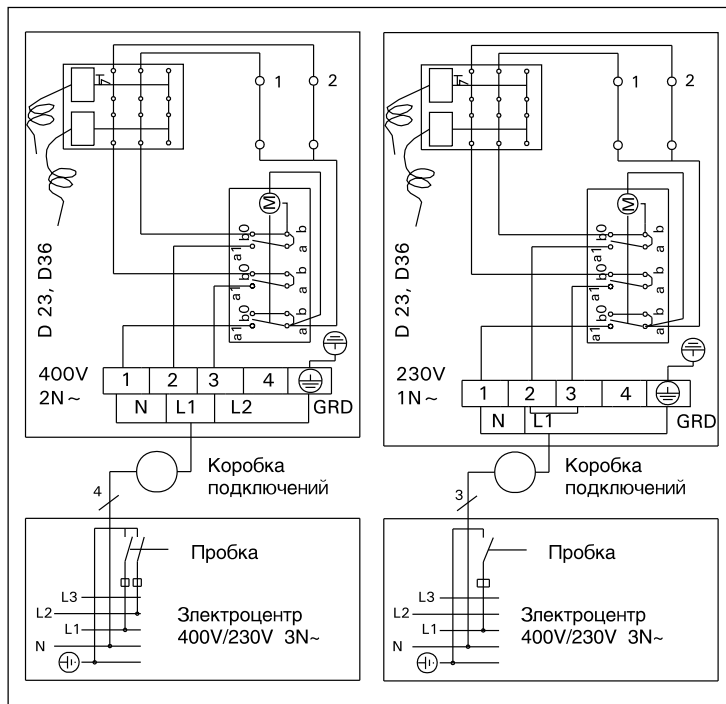 1
2
M
b0
b
a1
a
b0
b
a1
a
b0
b
a1
a
D 23, D36
400V
2N~
1 2 3 4
N L1 L2 GRD
Коробка
подключений
4
Пробка
L3
L2
L1
N
Злектроцентр
400V/230V 3N~
1
2
M
b0
b
a1
a
b0
b
a1
a
b0
b
a1
a
D 23, D36
230V
1N~
1 2 3 4
N L1 GRD
Коробка
подключений
3
Пробка
L3
L2
L1
N
Злектроцентр
400V/230V 3N~